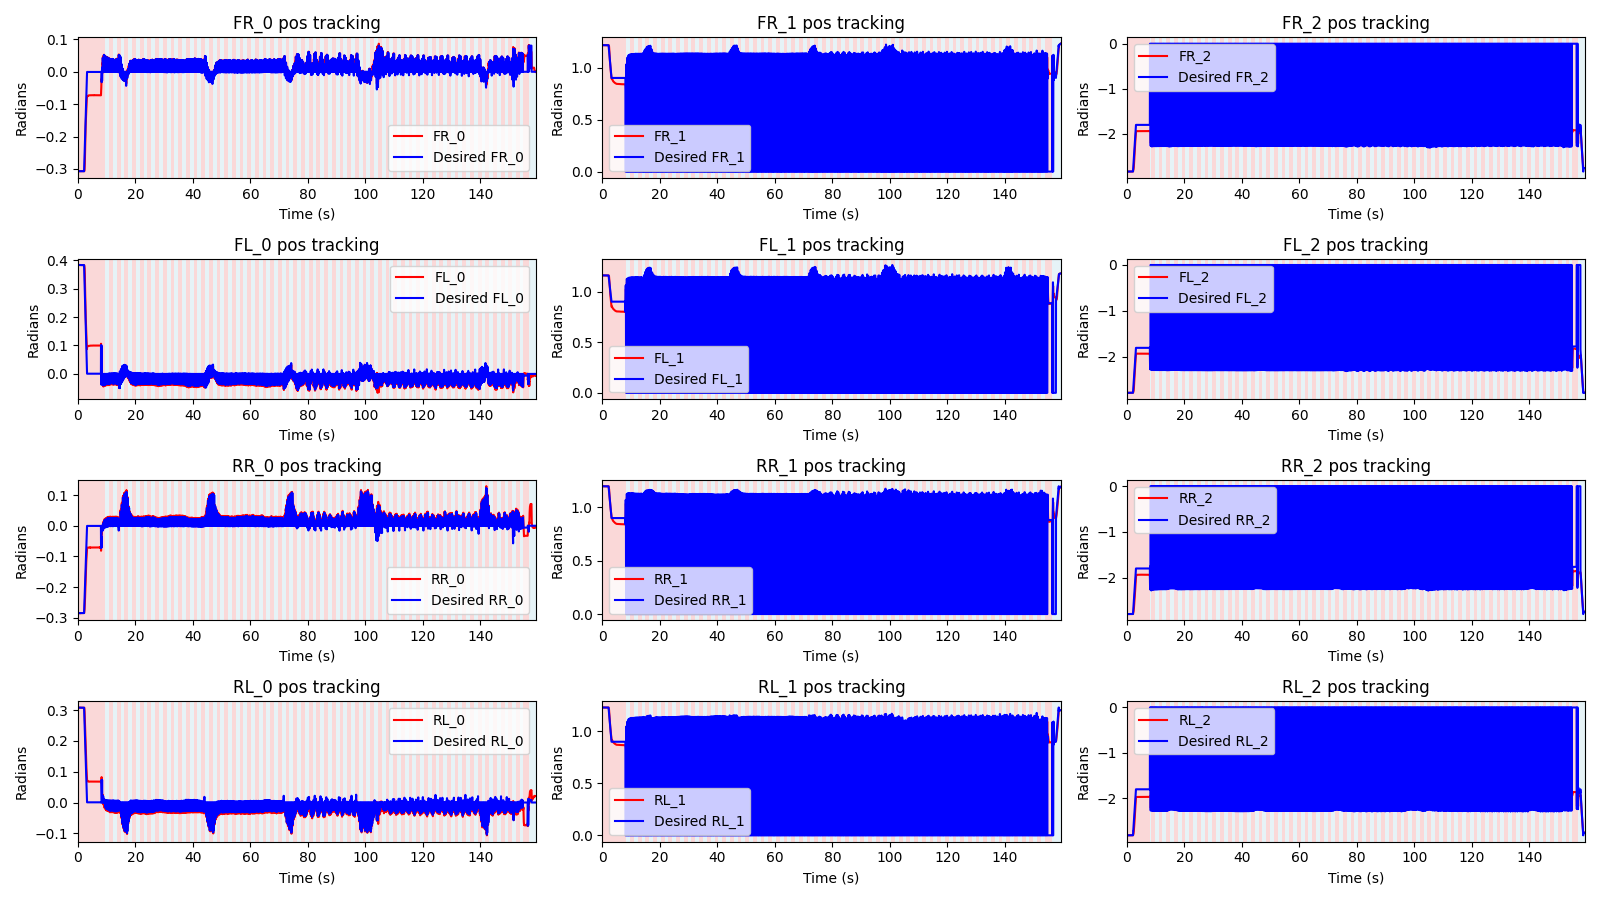 FR_0 pos tracking
FR_1 pos tracking
FR_2 pos tracking
Radians
0.1
0.0
−0.1
−0.2
−0.3
FR_0
Desired FR_0
0 20 40 60 80 100 120 140
Time (s)
Radians
1.0
0.5
0.0
FR_1
Desired FR_1
0 20 40 60 80 100 120 140
Time (s)
Radians
0
−1
−2
FR_2
Desired FR_2
0 20 40 60 80 100 120 140
Time (s)
FL_0 pos tracking
FL_1 pos tracking
FL_2 pos tracking
Radians
0.4
0.3
0.2
0.1
0.0
FL_0
Desired FL_0
0 20 40 60 80 100 120 140
Time (s)
Radians
1.0
0.5
0.0
FL_1
Desired FL_1
0 20 40 60 80 100 120 140
Time (s)
Radians
0
−1
−2
FL_2
Desired FL_2
0 20 40 60 80 100 120 140
Time (s)
RR_0 pos tracking
RR_1 pos tracking
RR_2 pos tracking
Radians
0.1
0.0
−0.1
−0.2
−0.3
RR_0
Desired RR_0
0 20 40 60 80 100 120 140
Time (s)
Radians
1.0
0.5
0.0
RR_1
Desired RR_1
0 20 40 60 80 100 120 140
Time (s)
Radians
0
−1
−2
RR_2
Desired RR_2
0 20 40 60 80 100 120 140
Time (s)
RL_0 pos tracking
RL_1 pos tracking
RL_2 pos tracking
Radians
0.3
0.2
0.1
0.0
−0.1
RL_0
Desired RL_0
0 20 40 60 80 100 120 140
Time (s)
Radians
1.0
0.5
0.0
RL_1
Desired RL_1
0 20 40 60 80 100 120 140
Time (s)
Radians
0
−1
−2
RL_2
Desired RL_2
0 20 40 60 80 100 120 140
Time (s)